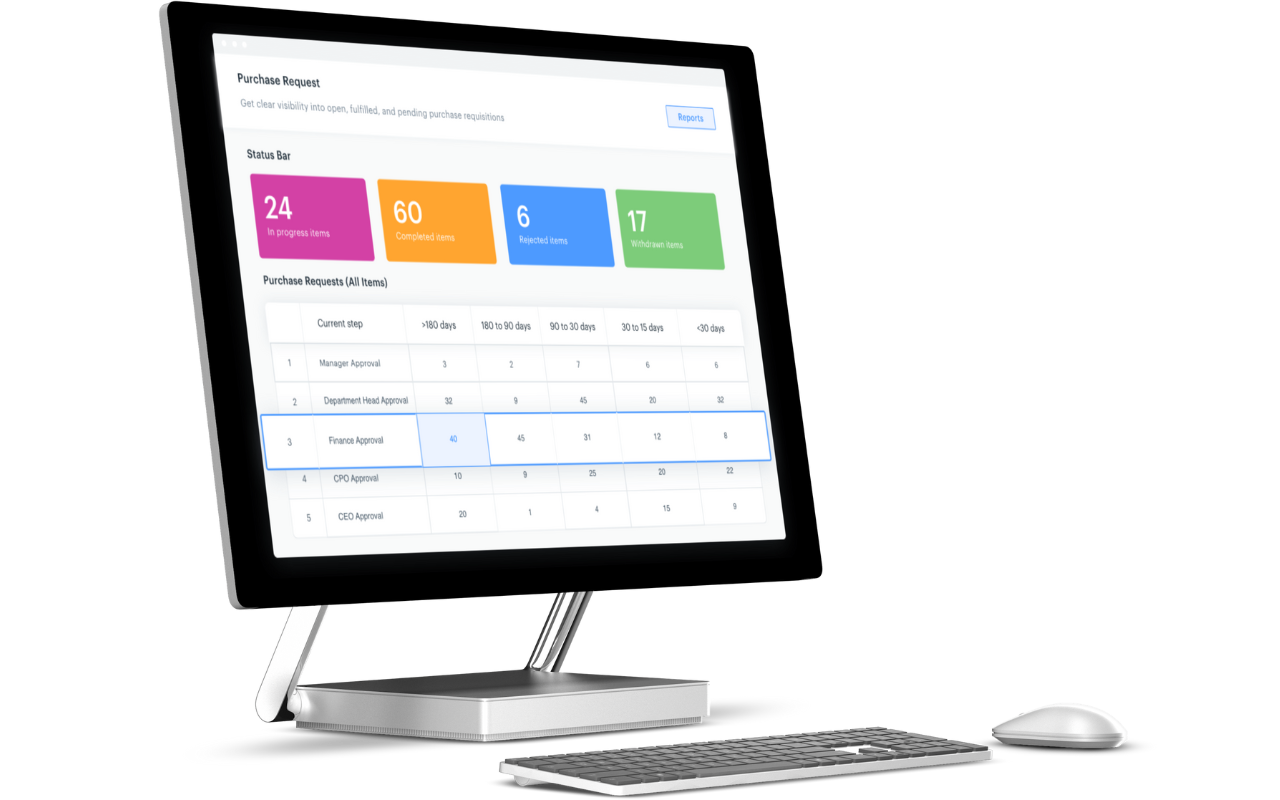 Purchase Request
Get clear visibility into open, fulfilled, and pending purchase requisitions
Reports
Status Bar
24
In progress items
60
Completed items
6
Rejected items
17
Withdrawn items
Purchase Requests (All Items)
Current step >180 days 180 to 90 days 90 to 30 days 30 to 15 days <30 days
1 Manager Approval 3 2 7 6 6
2 Department Head Approval 32 9 45 20 32
3 Finance Approval 40 45 31 12 8
4 CPO Approval 10 9 25 20 22
5 CEO Approval 20 1 4 15 9